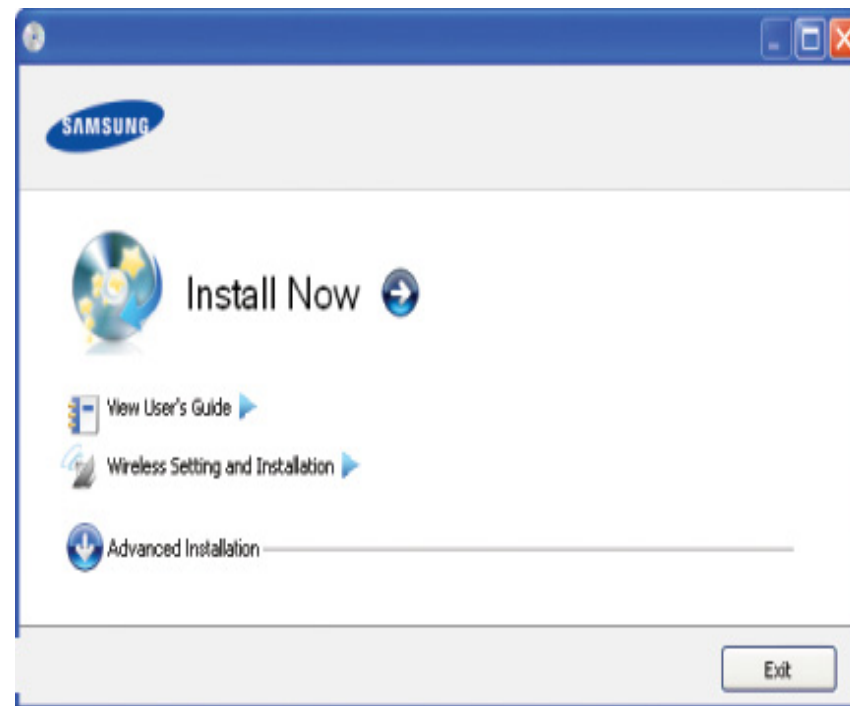 SAMSUNG
Install Now
View User's Guide
Wireless Setting and Installation
Advanced Installation
Exit